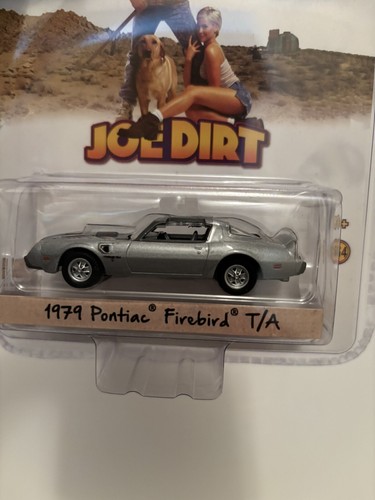 JOE DIRT
1979 Pontiac® Firebird® T/A